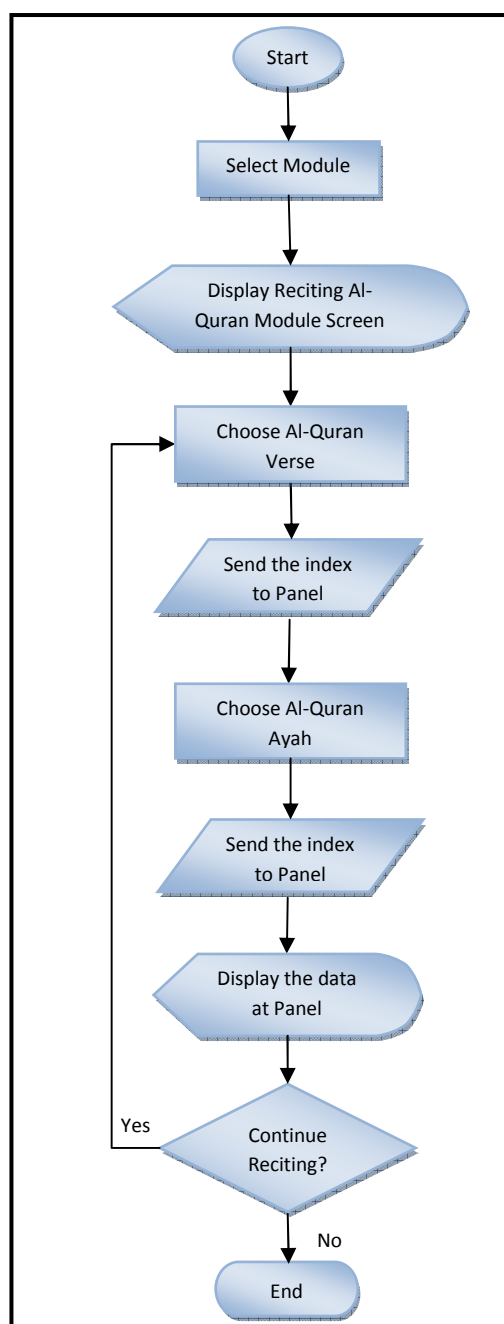 Start
Select Module
Display Reciting Al-
Quran Module Screen
Choose Al-Quran
Verse
Send the index
to Panel
Choose Al-Quran
Ayah
Send the index
to Panel
Display the data
at Panel
Yes
Continue
Reciting?
No
End